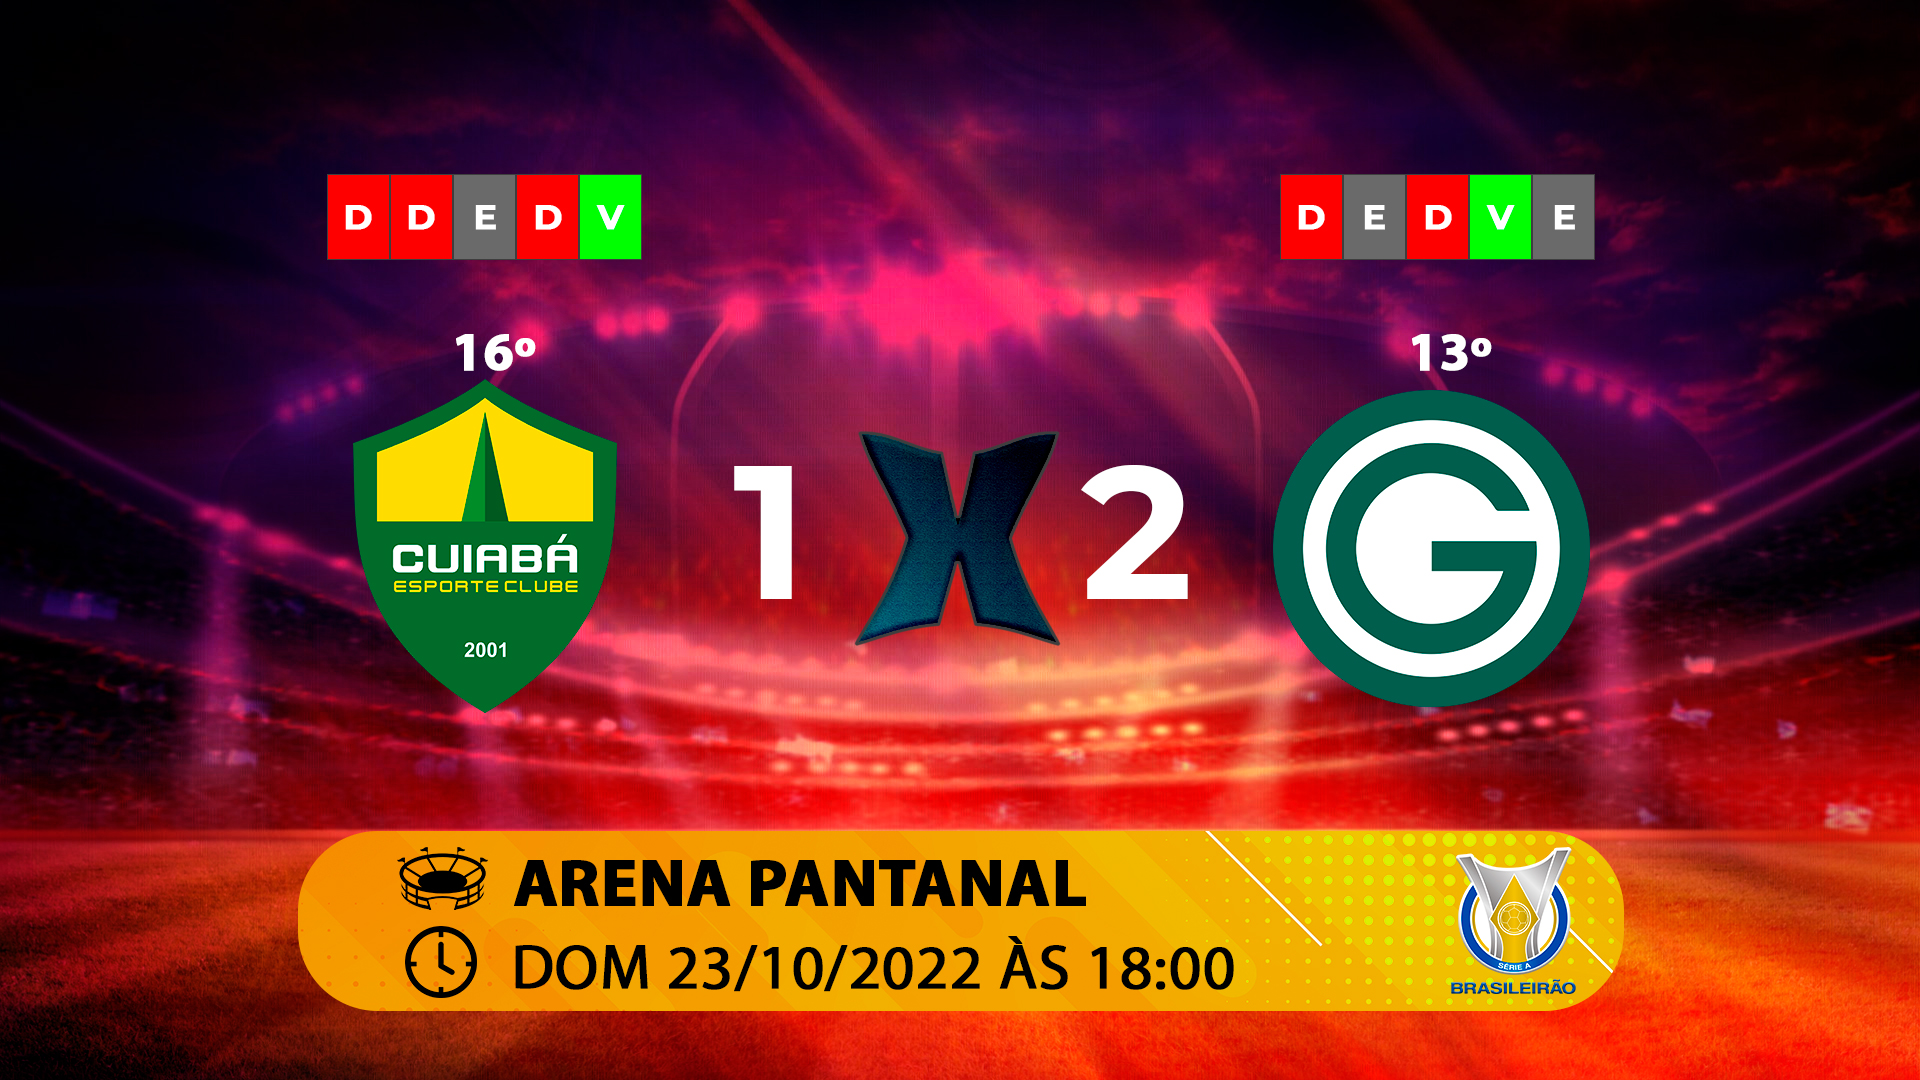 D D E D V
D E D V E
16º
13º
1 X 2
CUIABÁ
ESPORTE CLUBE
2001
G
ARENA PANTANAL
DOM 23/10/2022 ÀS 18:00
SÉRIE A
BRASILEIRÃO